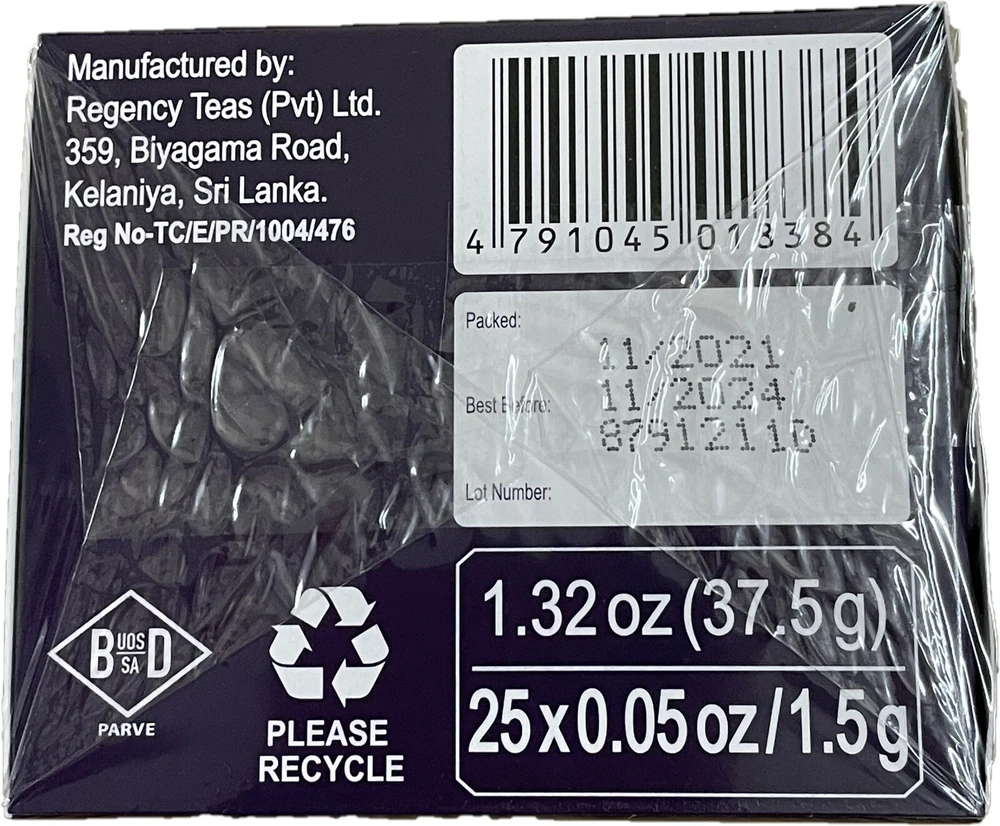 Manufactured by:
Regency Teas (Pvt) Ltd.
359, Biyagama Road,
Kelaniya, Sri Lanka.
Reg No-TC/E/PR/1004/476
4 791045 018384
Packed:
11/2021
Best Before:
11/2024
Lot Number:
B UOS SA D
PARVE
PLEASE
RECYCLE
1.32 oz (37.5 g)
25 x 0.05 oz/1.5 g